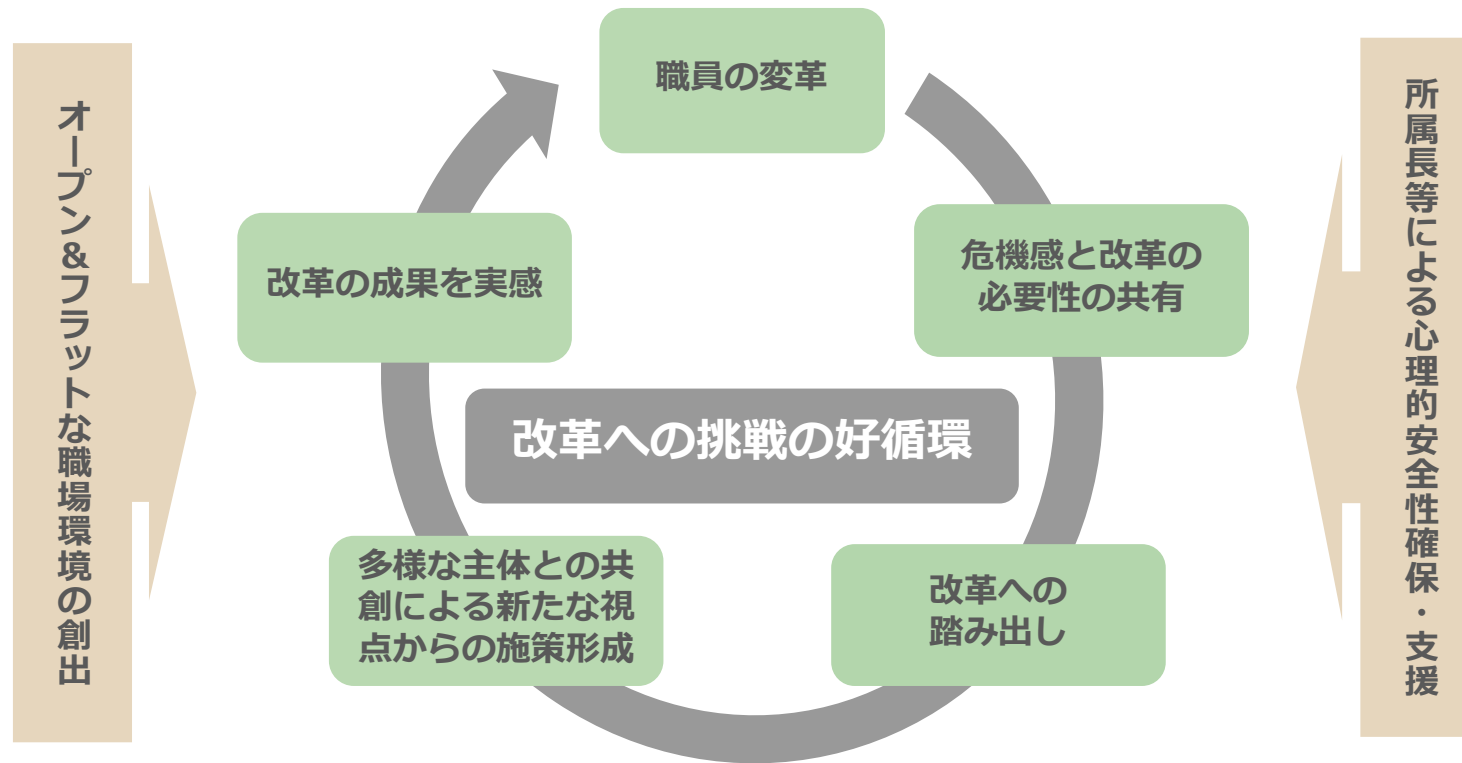 オープン&フラットな職場環境の創出
職員の変革
危機感と改革の
必要性の共有
改革への
踏み出し
多様な主体との共
創による新たな視
点からの施策形成
改革の成果を実感
改革への挑戦の好循環
所属長等による心理的安全性確保・支援